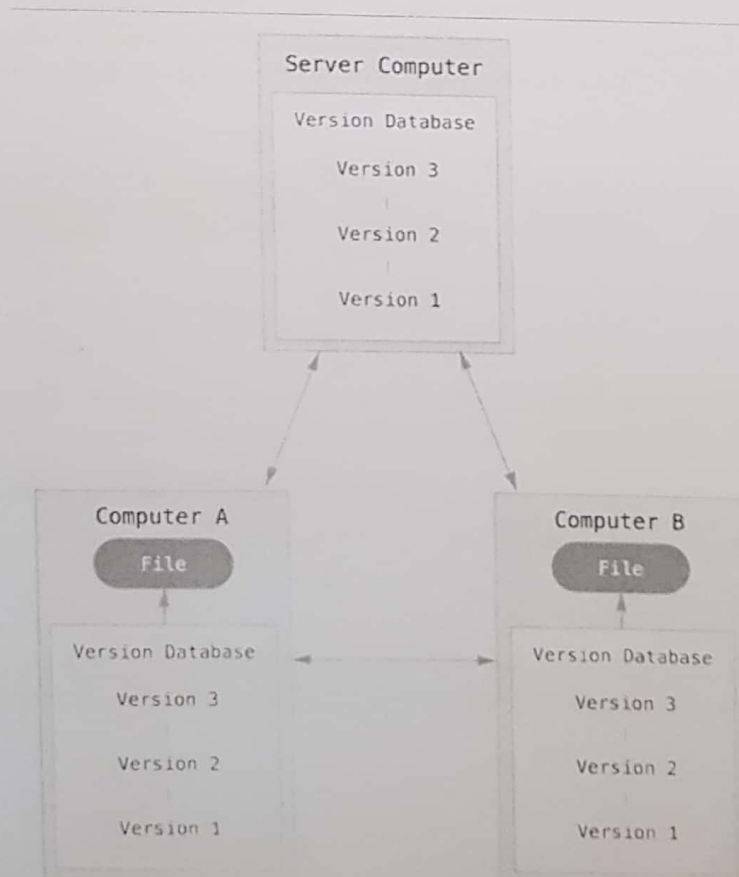 Server Computer
Version Database
Version 3
Version 2
Version 1
Computer A
File
Version Database
Version 3
Version 2
Version 1
Computer B
File
Version Database
Version 3
Version 2
Version 1